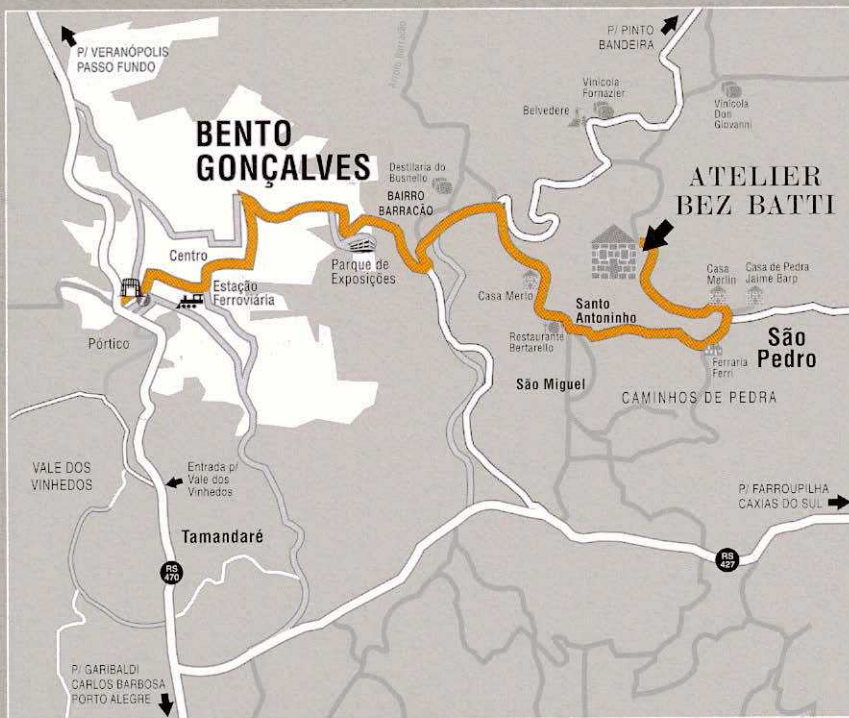 P/ VERANÓPOLIS
PASSO FUNDO
Arroio Barracão
P/ PINTO
BANDEIRA
Vinícola
Fornazier
Belvedere
Vinícola
Don
Giovanni
BENTO
GONÇALVES
Destilaria do
Busnello
BAIRRO
BARRACÃO
ATELIER
BEZ BATTI
Centro
Estação
Ferroviária
Parque de
Exposições
Casa Merlo
Casa
Merlin
Casa de Pedra
Jaime Barp
Santo
Antoninho
Restaurante
Bertarello
São
Pedro
Pórtico
Ferraria
Ferri
São Miguel
CAMINHOS DE PEDRA
VALE DOS
VINHEDOS
Entrada p/
Vale dos
Vinhedos
P/ FARROUPILHA
CAXIAS DO SUL
Tamandaré
RS
470
RS
427
P/ GARIBALDI
CARLOS BARBOSA
PORTO ALEGRE